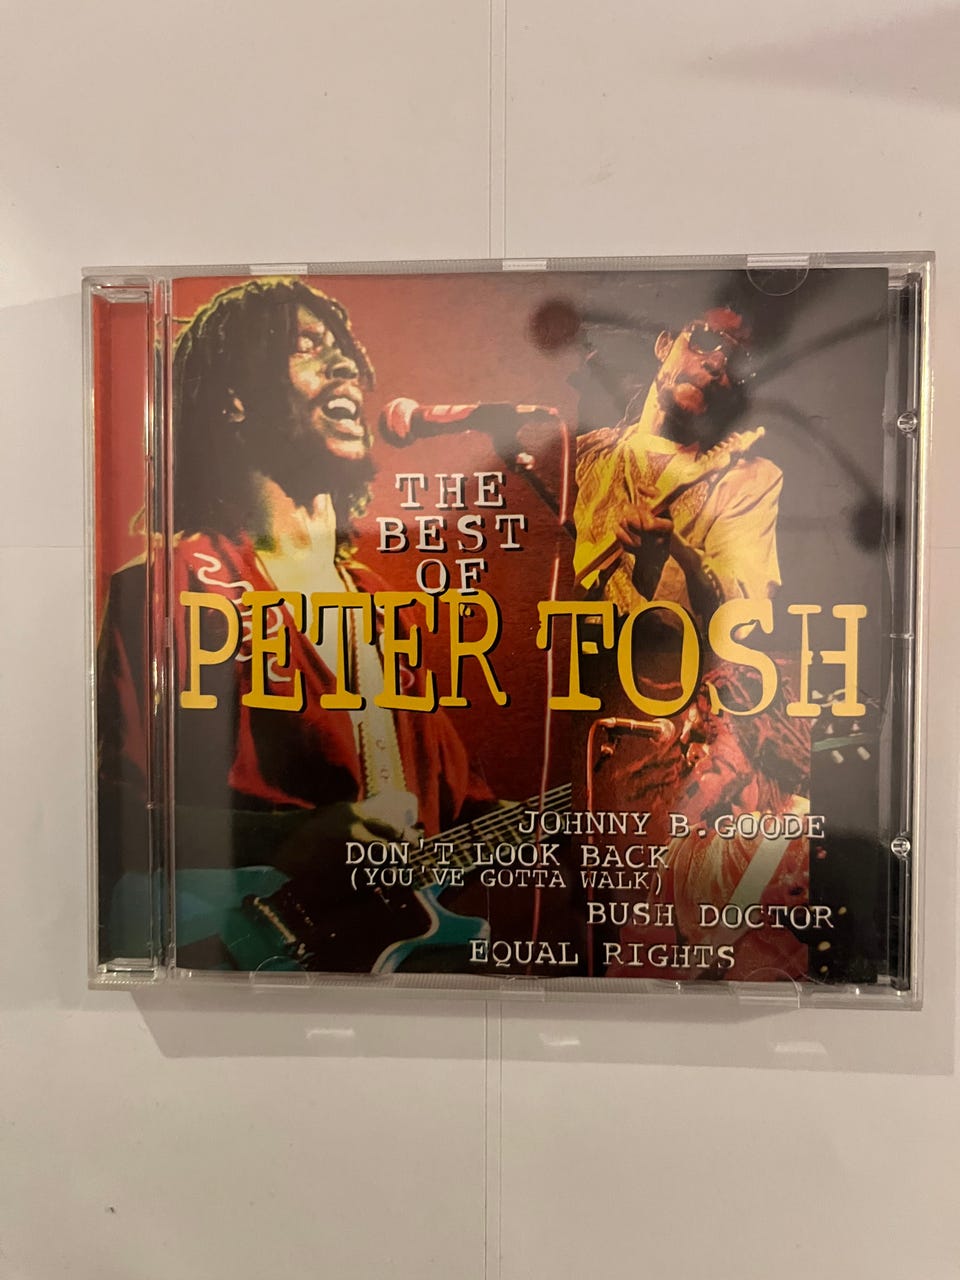 THE
BEST
OF
PETER TOSH
JOHNNY B.GOODE
DON'T LOOK BACK
(YOU'VE GOTTA WALK)
BUSH DOCTOR
EQUAL RIGHTS